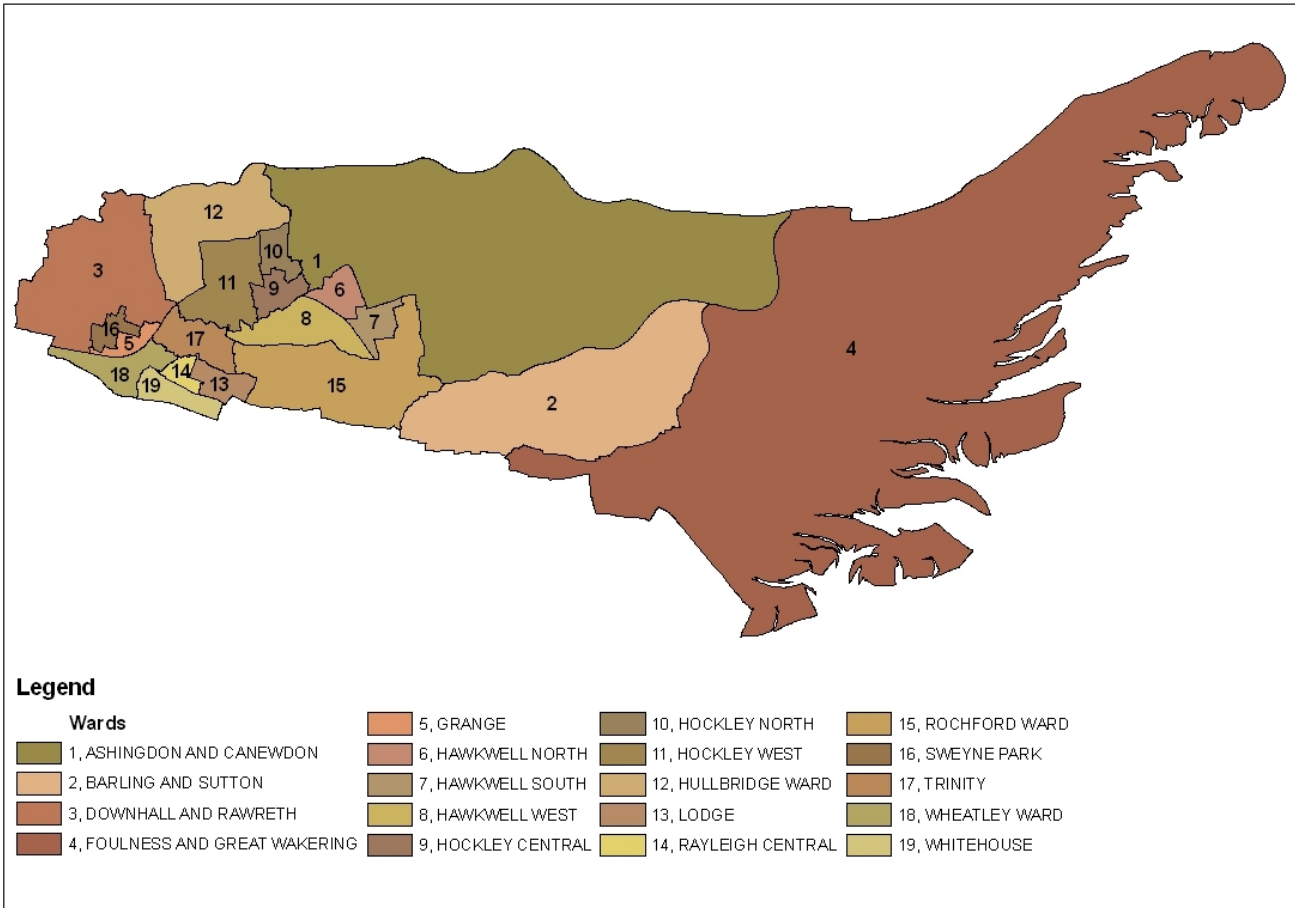 12
10
1
3
11
9
6
8
7
16
5
17
4
18
14
19
13
15
2
Legend
Wards
1, ASHINGDON AND CANEWDON
2, BARLING AND SUTTON
3, DOWNHALL AND RAWRETH
4, FOULNESS AND GREAT WAKERING
5, GRANGE
6, HAWKWELL NORTH
7, HAWKWELL SOUTH
8, HAWKWELL WEST
9, HOCKLEY CENTRAL
10, HOCKLEY NORTH
11, HOCKLEY WEST
12, HULLBRIDGE WARD
13, LODGE
14, RAYLEIGH CENTRAL
15, ROCHFORD WARD
16, SWEYNE PARK
17, TRINITY
18, WHEATLEY WARD
19, WHITEHOUSE